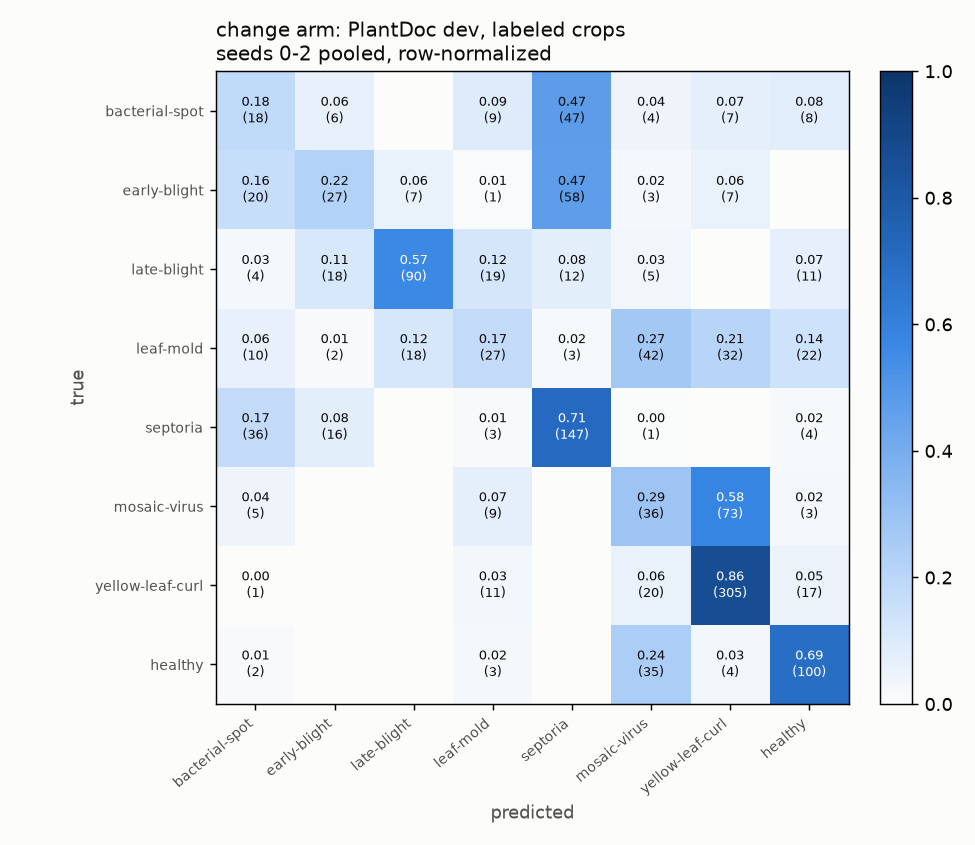 change arm: PlantDoc dev, labeled crops
seeds 0-2 pooled, row-normalized
bacterial-spot 0.18 0.06 0.09 0.47 0.04 0.07 0.08
(18) (6) (9) (47) (4) (7) (8)
early-blight 0.16 0.22 0.06 0.01 0.47 0.02 0.06
(20) (27) (7) (1) (58) (3) (7)
late-blight 0.03 0.11 0.57 0.12 0.08 0.03 0.07
(4) (18) (90) (19) (12) (5) (11)
leaf-mold 0.06 0.01 0.12 0.17 0.02 0.27 0.21 0.14
(10) (2) (18) (27) (3) (42) (32) (22)
septoria 0.17 0.08 0.01 0.71 0.00 0.02
(36) (16) (3) (147) (1) (4)
mosaic-virus 0.04 0.07 0.29 0.58 0.02
(5) (9) (36) (73) (3)
yellow-leaf-curl 0.00 0.03 0.06 0.86 0.05
(1) (11) (20) (305) (17)
healthy 0.01 0.02 0.24 0.03 0.69
(2) (3) (35) (4) (100)
true
bacterial-spot
early-blight
late-blight
leaf-mold
septoria
mosaic-virus
yellow-leaf-curl
healthy
predicted
1.0
0.8
0.6
0.4
0.2
0.0